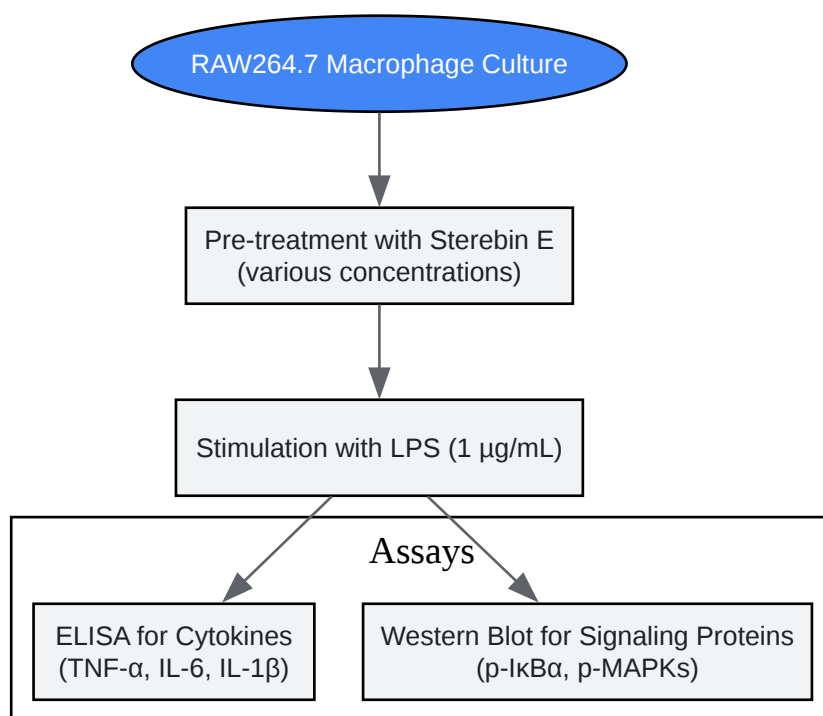 RAW264.7 Macrophage Culture
Pre-treatment with Sterebin E
(various concentrations)
Stimulation with LPS (1 µg/mL)
Assays
ELISA for Cytokines
(TNF-α, IL-6, IL-1β)
Western Blot for Signaling Proteins
(p-IκBα, p-MAPKs)